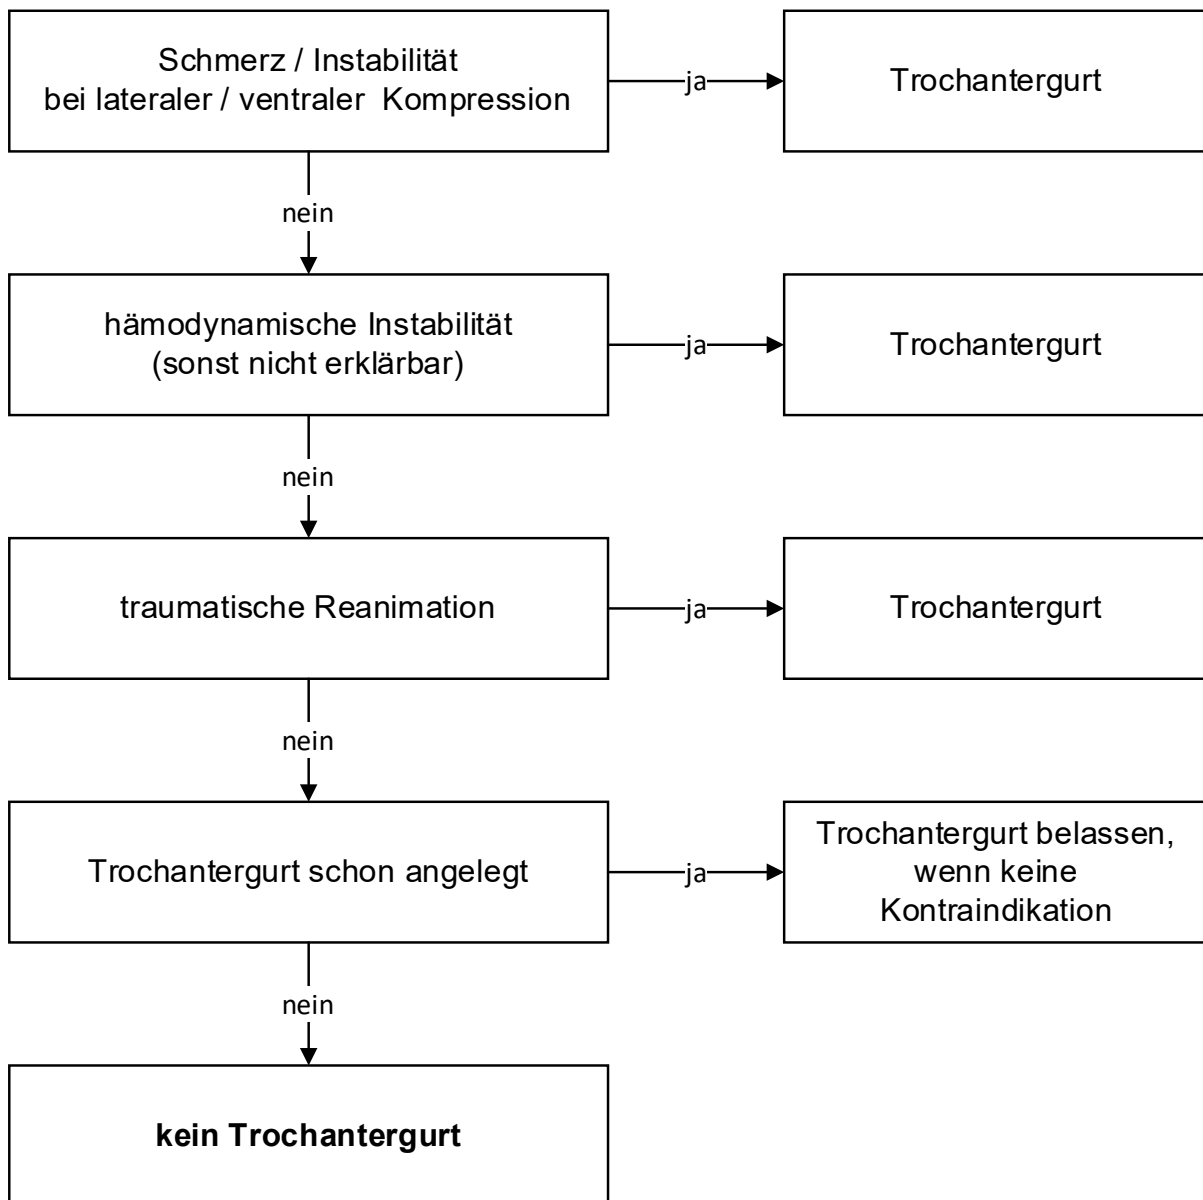 Schmerz / Instabilität
bei lateraler / ventraler Kompression
ja
Trochantergurt
nein
hämodynamische Instabilität
(sonst nicht erklärbar)
ja
Trochantergurt
nein
traumatische Reanimation
ja
Trochantergurt
nein
Trochantergurt schon angelegt
ja
Trochantergurt belassen,
wenn keine
Kontraindikation
nein
kein Trochantergurt